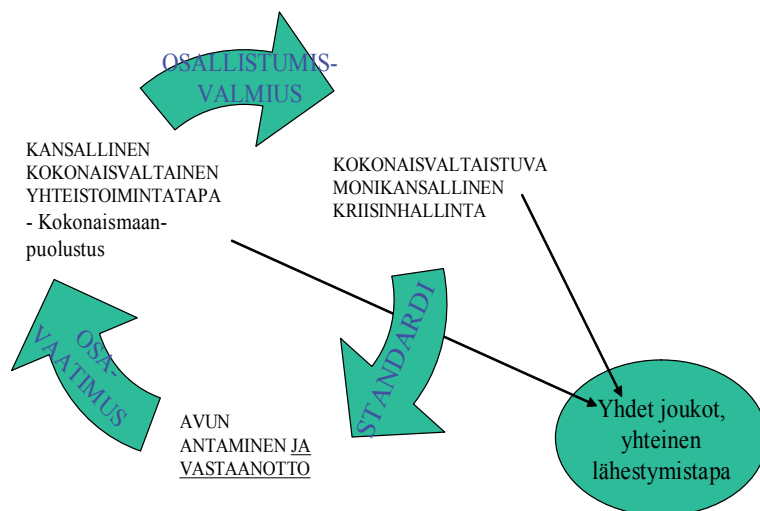 OSALLISTUMIS-
VALMIUS
KANSALLINEN
KOKONAISVALTAINEN
YHTEISTOIMINTATAPA
- Kokonaismaan-
puolustus
KOKONAISVALTAISTUVA
MONIKANSALLINEN
KRIISINHALLINTA
STANDARDI
OSA-
VAATIMUS
AVUN
ANTAMINEN JA
VASTAANOTTO
Yhdet joukot,
yhteinen
lähestymistapa